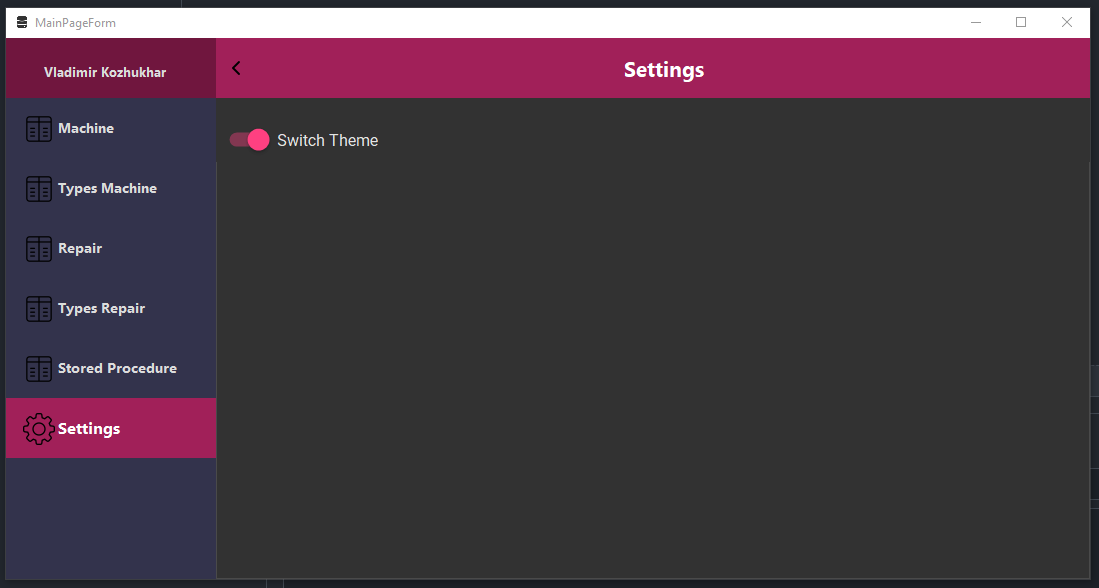 MainPageForm
Vladimir Kozhukhar
Settings
Switch Theme
Machine
Types Machine
Repair
Types Repair
Stored Procedure
Settings